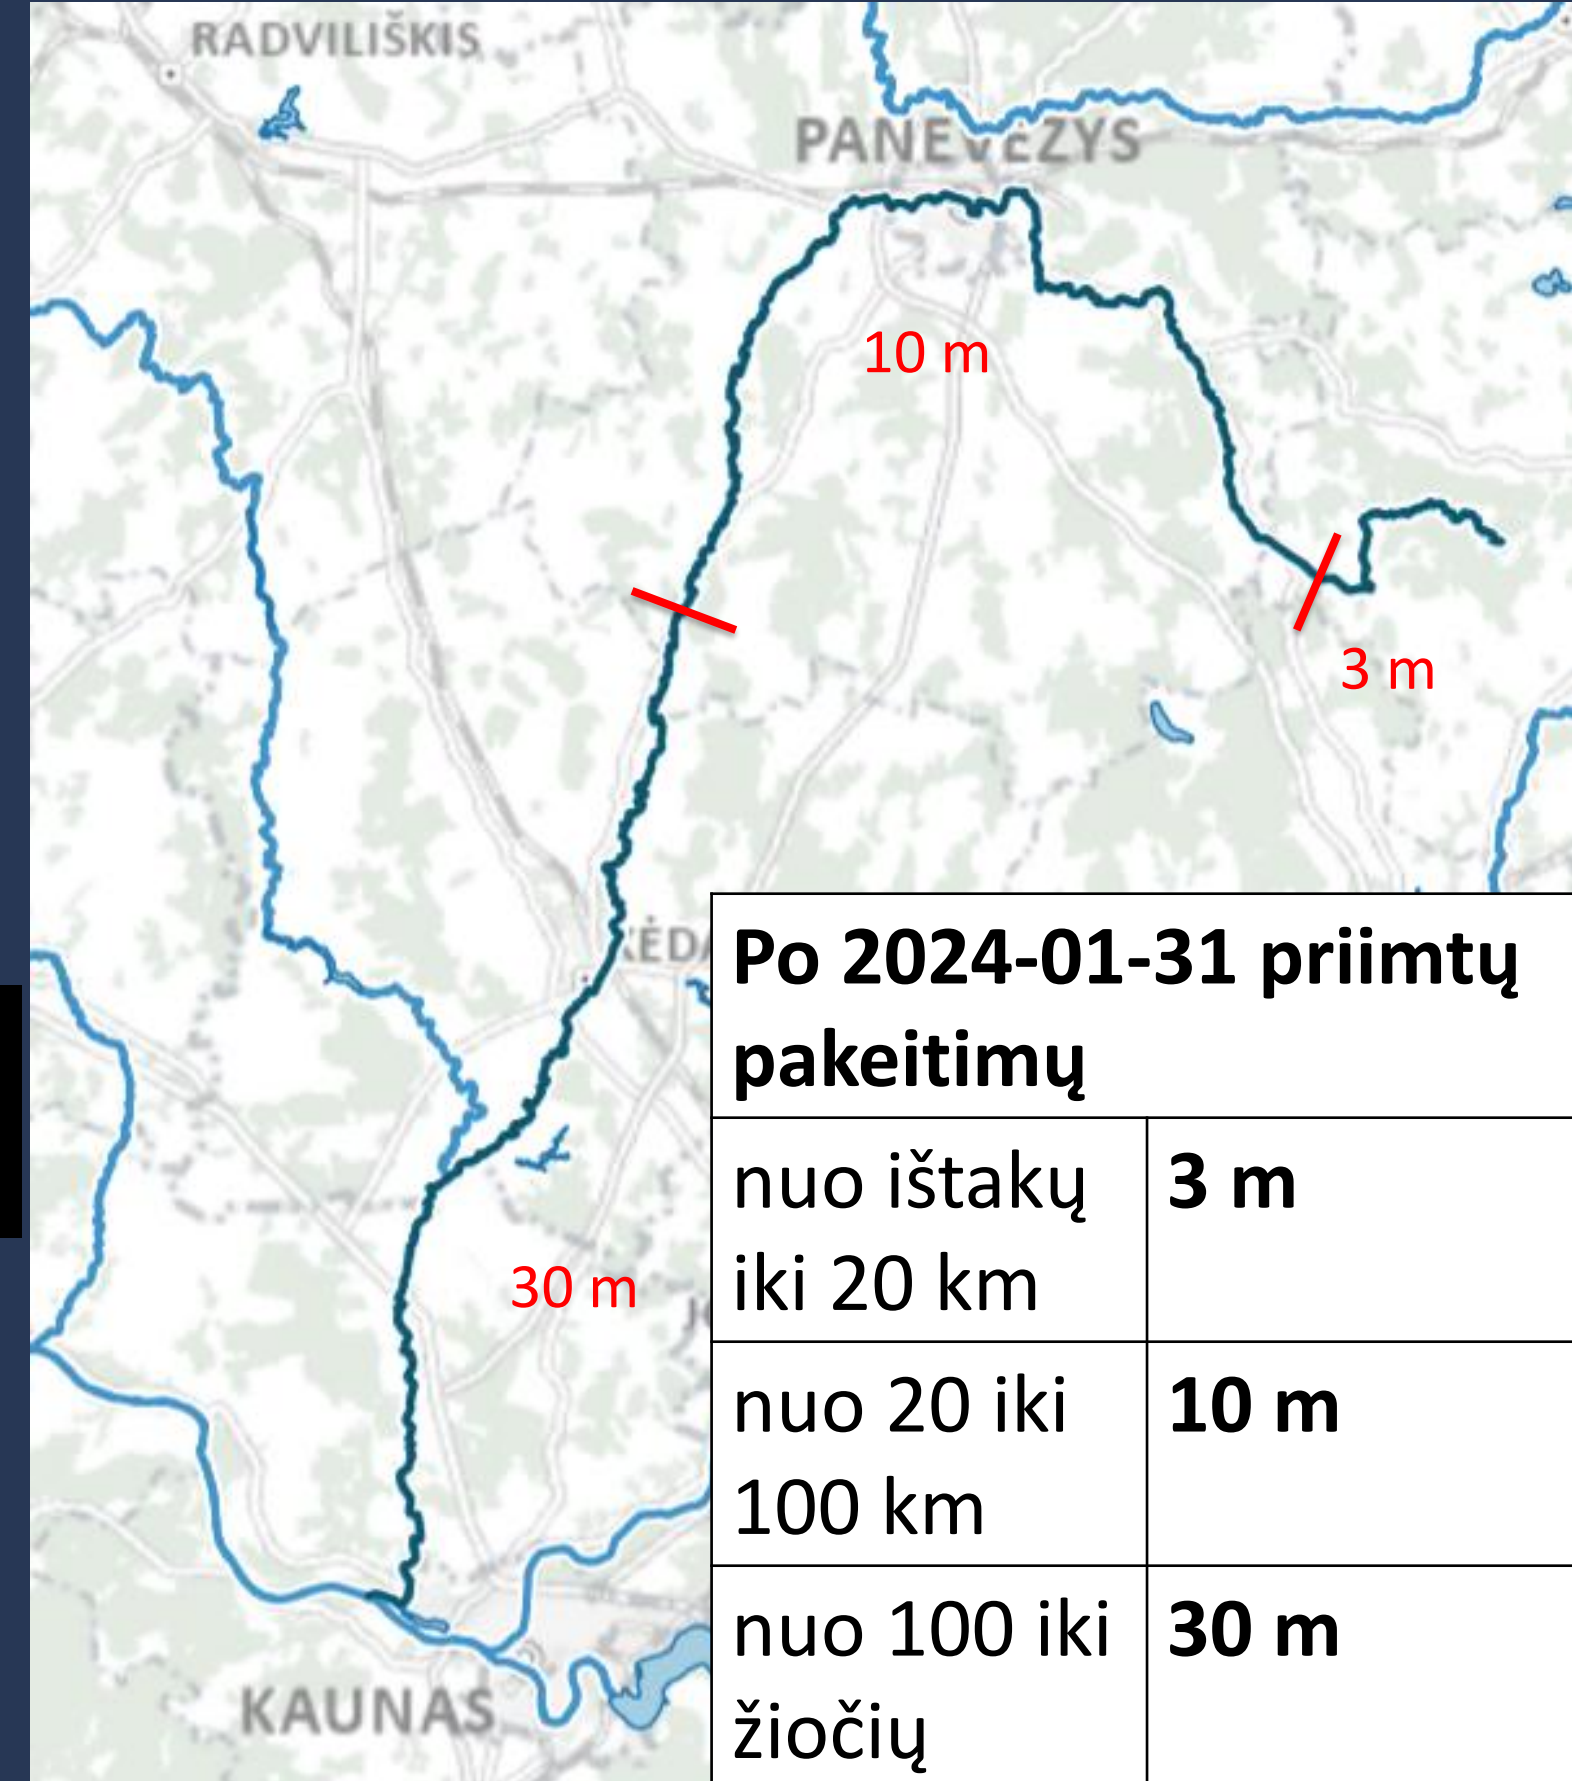 RADVILIŠKIS
PANEVĖŽYS
10 m
3 m
Po 2024-01-31 priimtų
pakeitimų
nuo ištakų
iki 20 km
3 m
nuo 20 iki
100 km
10 m
nuo 100 iki
žiočių
30 m
30 m
KAUNAS